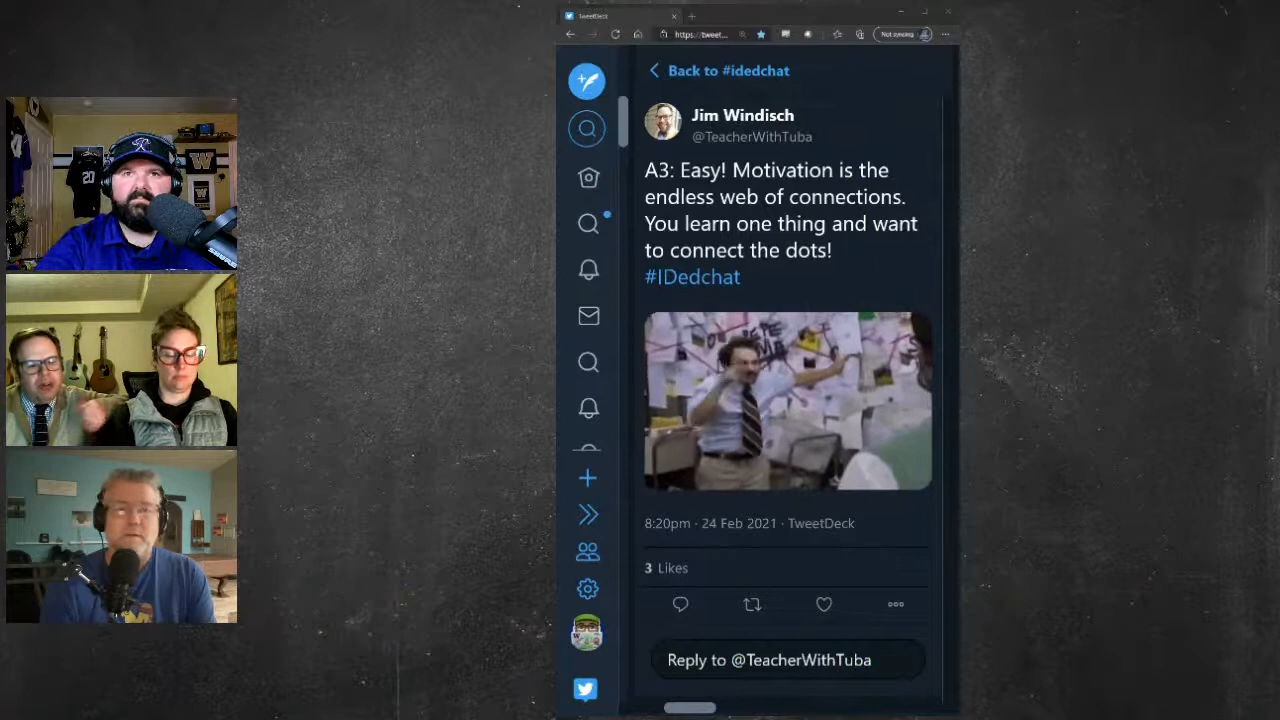 TweetDeck
https://tweet...
Not syncing
Back to #idedchat
Jim Windisch
@TeacherWithTuba
A3: Easy! Motivation is the
endless web of connections.
You learn one thing and want
to connect the dots!
#IDedchat
8:20pm · 24 Feb 2021 · TweetDeck
3 Likes
Reply to @TeacherWithTuba
20
W